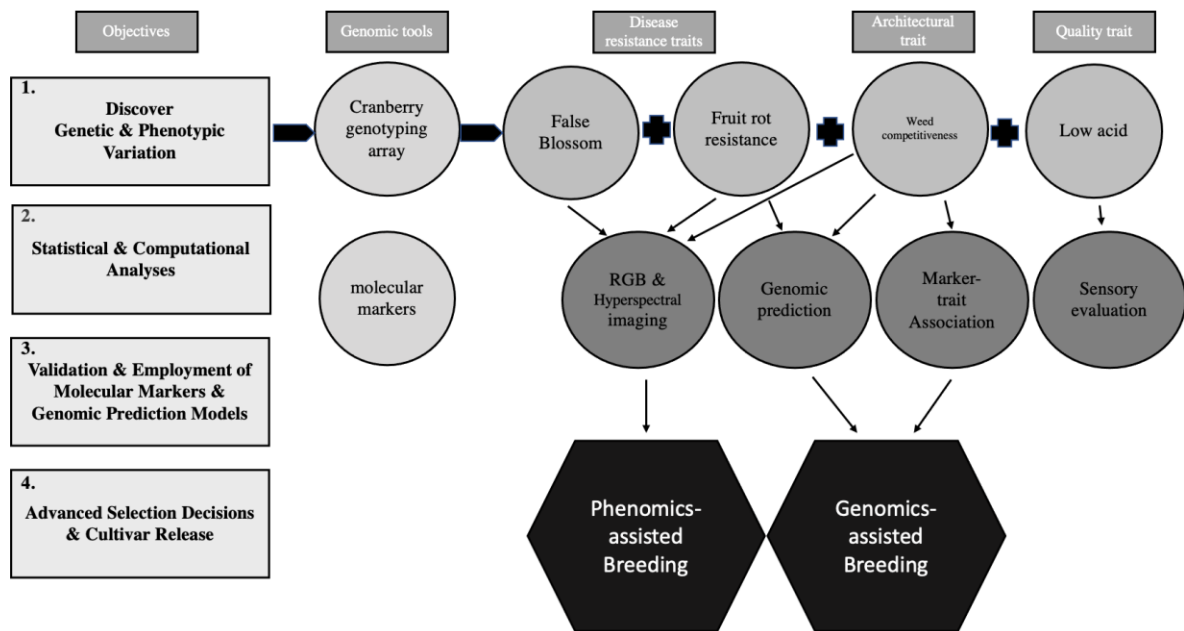 Objectives
Genomic tools
Disease
resistance traits
Architectural
trait
Quality trait
1.
Discover
Genetic & Phenotypic
Variation
Cranberry
genotyping
array
False
Blossom
Fruit rot
resistance
Weed
competitiveness
Low acid
2.
Statistical & Computational
Analyses
molecular
markers
RGB &
Hyperspectral
imaging
Genomic
prediction
Marker-
trait
Association
Sensory
evaluation
3.
Validation & Employment of
Molecular Markers &
Genomic Prediction Models
4.
Advanced Selection Decisions
& Cultivar Release
Phenomics-
assisted
Breeding
Genomics-
assisted
Breeding